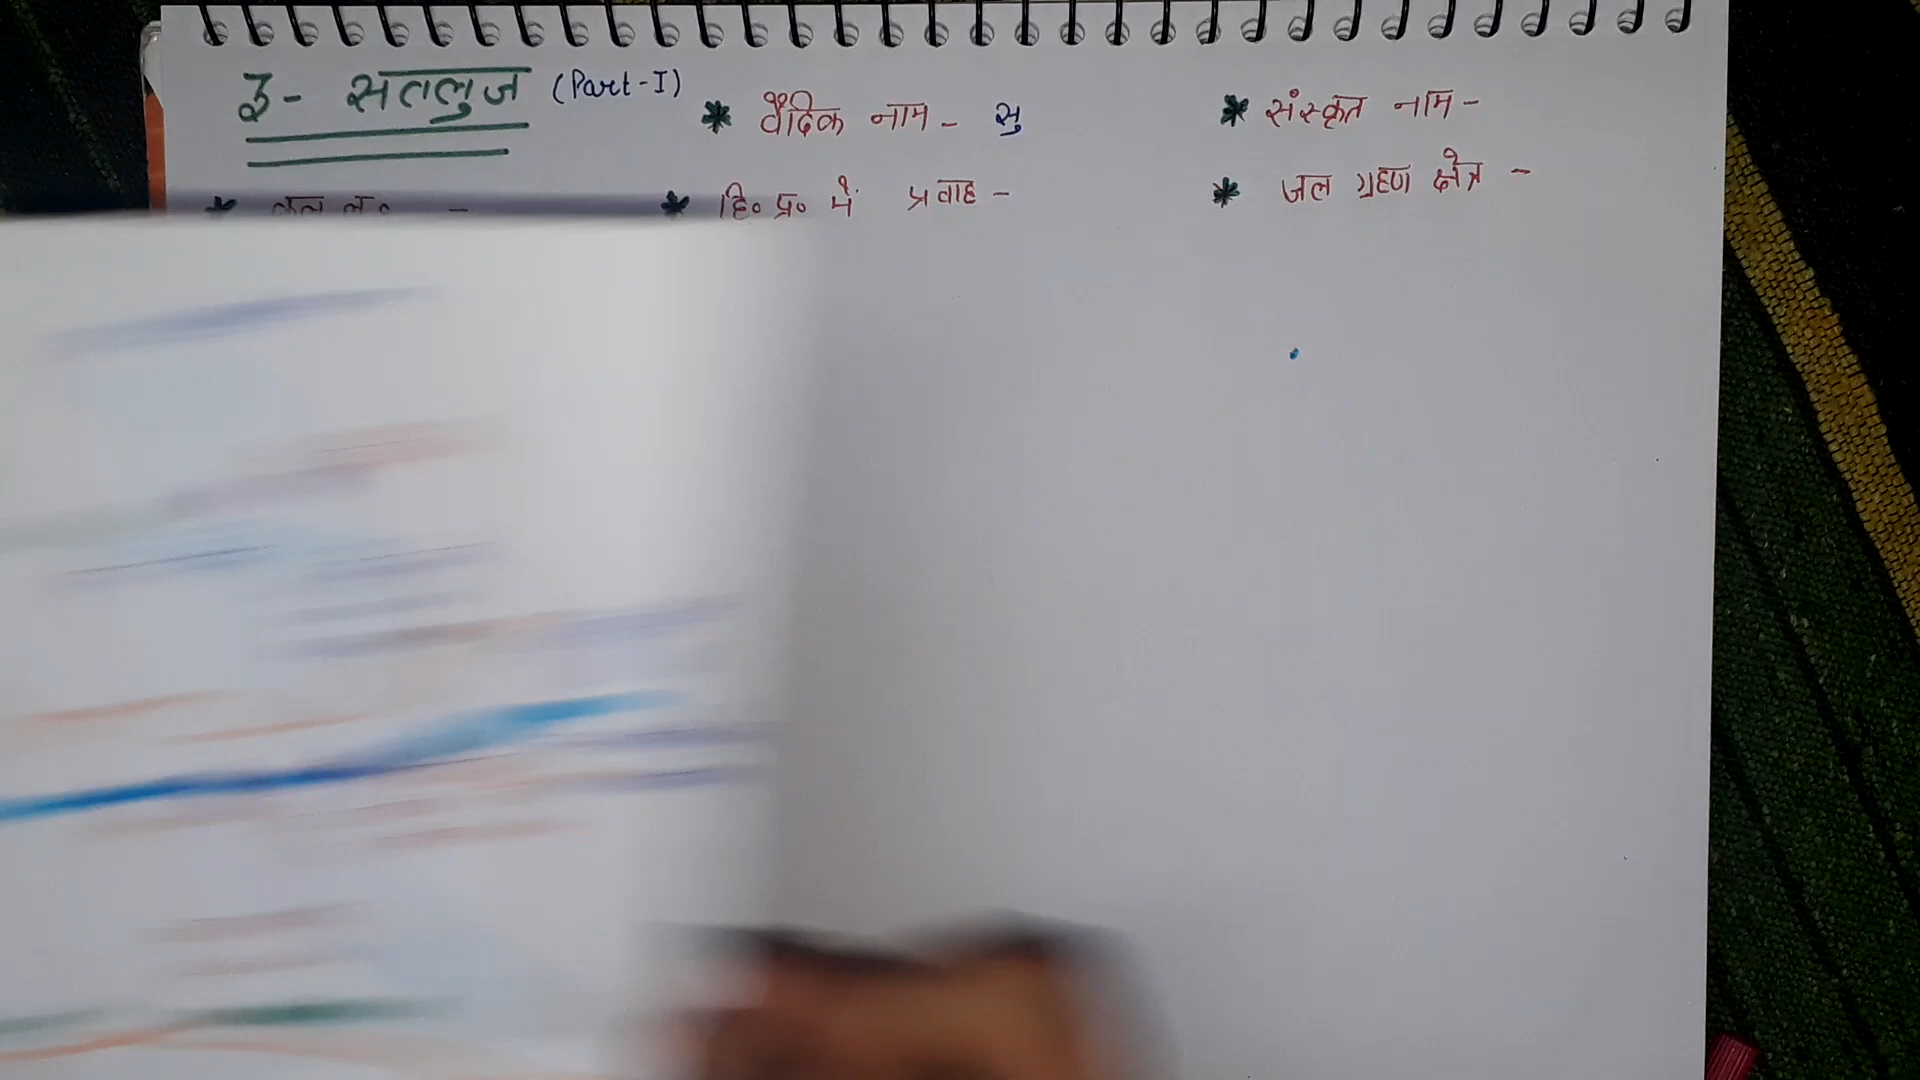 3- सतलुज (Part-I)
* वैदिक नाम - सु
* संस्कृत नाम -
* हि० प्र० में प्रवाह -
* जल ग्रहण क्षेत्र -